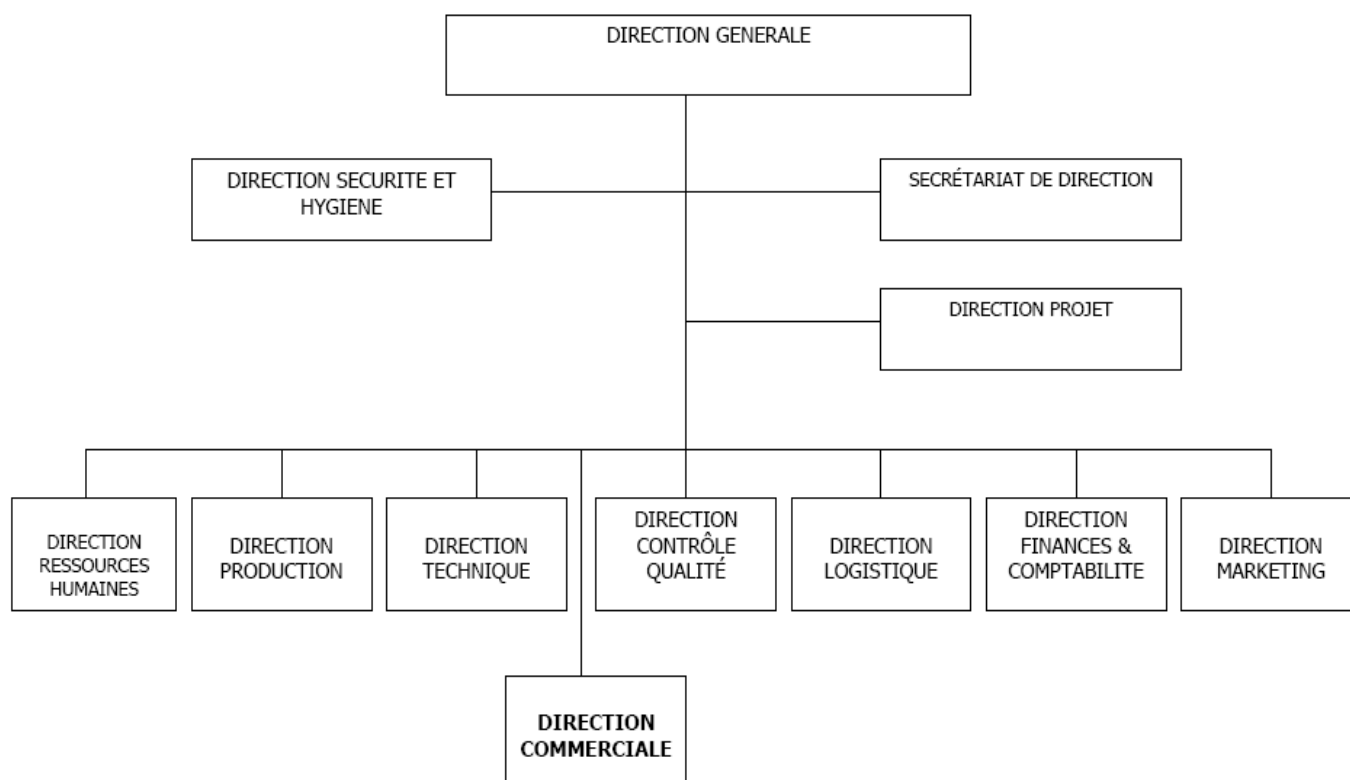 DIRECTION GENERALE
DIRECTION SECURITE ET
HYGIENE
SECRÉTARIAT DE DIRECTION
DIRECTION PROJET
DIRECTION
RESSOURCES
HUMAINES
DIRECTION
PRODUCTION
DIRECTION
TECHNIQUE
DIRECTION
CONTRÔLE
QUALITÉ
DIRECTION
LOGISTIQUE
DIRECTION
FINANCES &
COMPTABILITE
DIRECTION
MARKETING
DIRECTION
COMMERCIALE